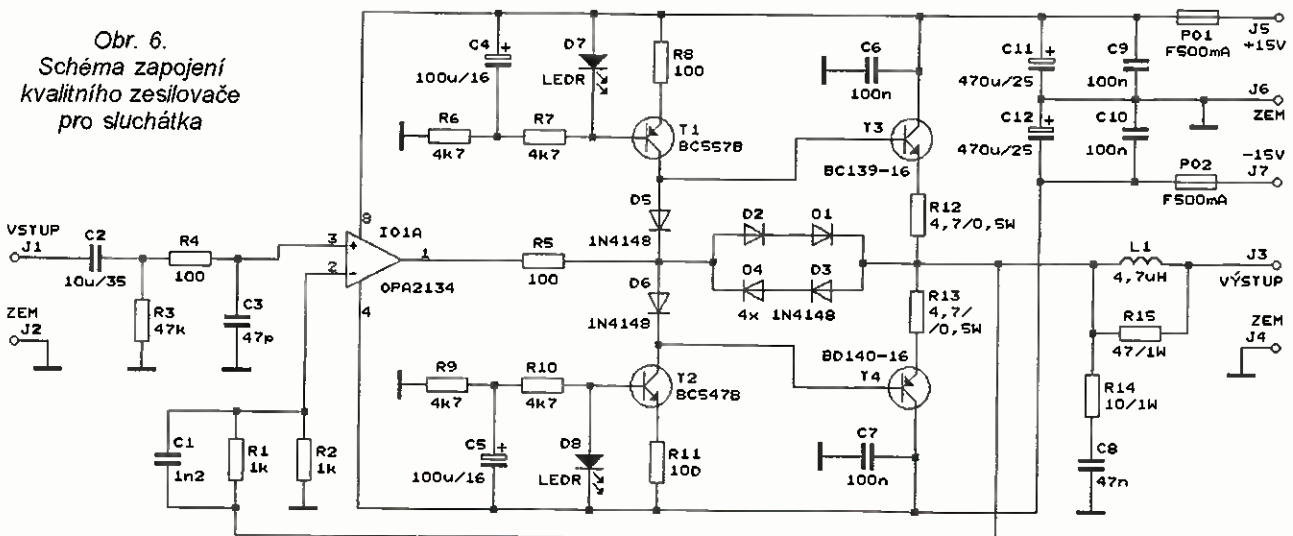 Obr. 6.
Schéma zapojení
kvalitního zesilovače
pro sluchátka
C4
+
100u/16
D7
LEDR
R8
100
C6
100n
C11
+
470u/25
C9
100n
PO1
F500mA
J5
+15V
J6
ZEM
R6
4k7
R7
4k7
T1
BC557B
T3
BC139-16
C12
+
470u/25
C10
100n
PO2
F500mA
-15V
J7
VSTUP
J1
C2
10u/35
R4
100
R3
47k
C3
47p
8
3
+
2
-
4
1
IO1A
OPA2134
R5
100
D5
1N4148
D6
1N4148
D2
D1
D4
D3
4x 1N4148
R12
4,7/0,5W
R13
4,7/
/0,5W
L1
4,7uH
J3
VÝSTUP
R15
47/1W
ZEM
J2
ZEM
J4
R9
4k7
R10
4k7
T2
BC547B
BD140-16
T4
R14
10/1W
C1
1n2
R1
1k
R2
1k
C5
+
100u/16
D8
LEDR
R11
100
C7
100n
C8
47n